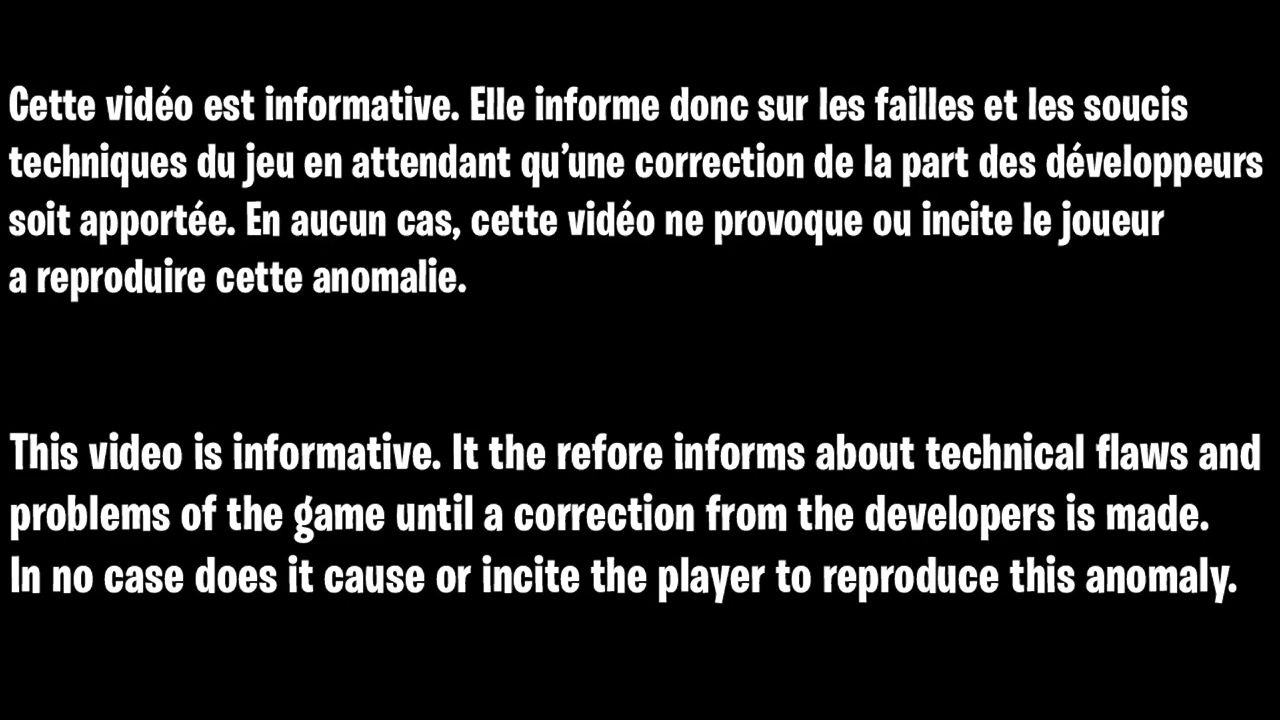 Cette vidéo est informative. Elle informe donc sur les failles et les soucis
techniques du jeu en attendant qu’une correction de la part des développeurs
soit apportée. En aucun cas, cette vidéo ne provoque ou incite le joueur
a reproduire cette anomalie.
This video is informative. It the refore informs about technical flaws and
problems of the game until a correction from the developers is made.
In no case does it cause or incite the player to reproduce this anomaly.